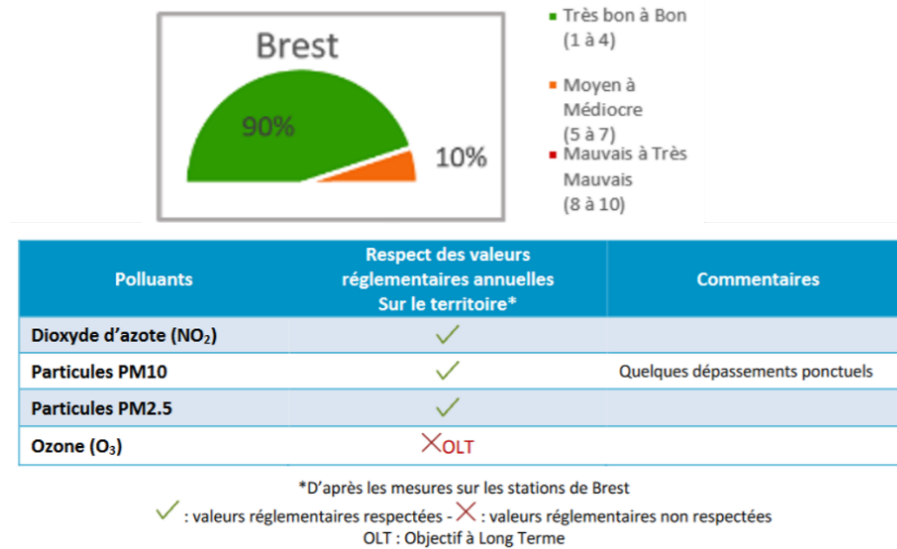 Brest
90%
10%
Très bon à Bon
(1 à 4)
Moyen à
Médiocre
(5 à 7)
Mauvais à Très
Mauvais
(8 à 10)
Polluants
Respect des valeurs
réglementaires annuelles
Sur le territoire*
Commentaires
Dioxyde d'azote (NO₂)
Particules PM10
Quelques dépassements ponctuels
Particules PM2.5
Ozone (O₃)
OLT
*D'après les mesures sur les stations de Brest
✓ : valeurs réglementaires respectées - ✗ : valeurs réglementaires non respectées
OLT : Objectif à Long Terme